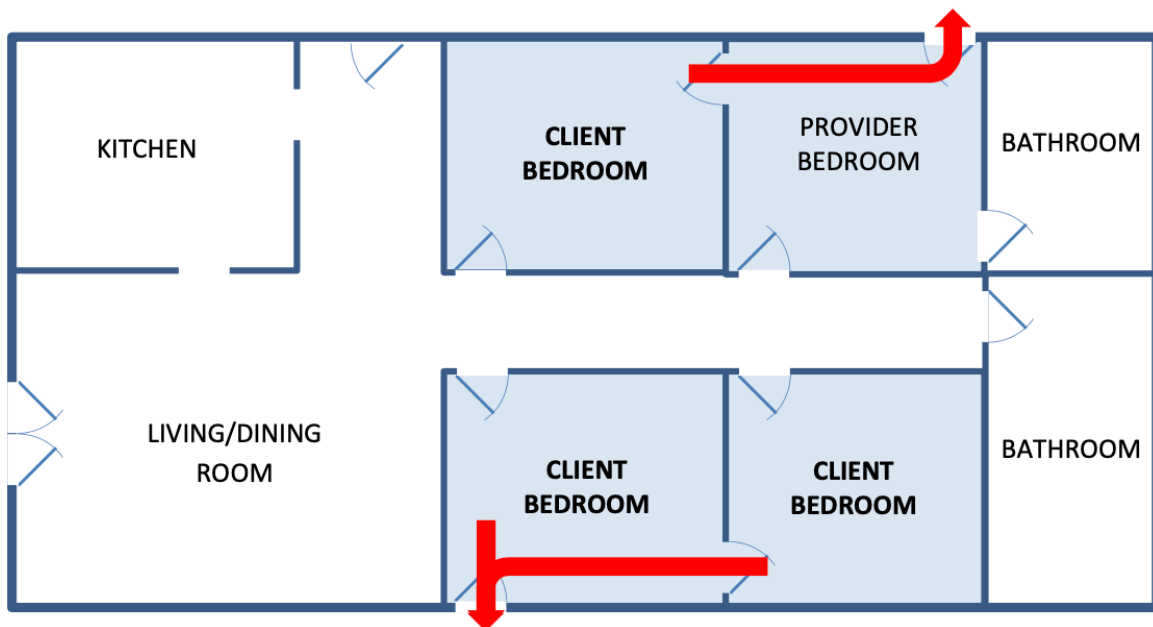 KITCHEN
CLIENT
BEDROOM
PROVIDER
BEDROOM
BATHROOM
LIVING/DINING
ROOM
CLIENT
BEDROOM
CLIENT
BEDROOM
BATHROOM